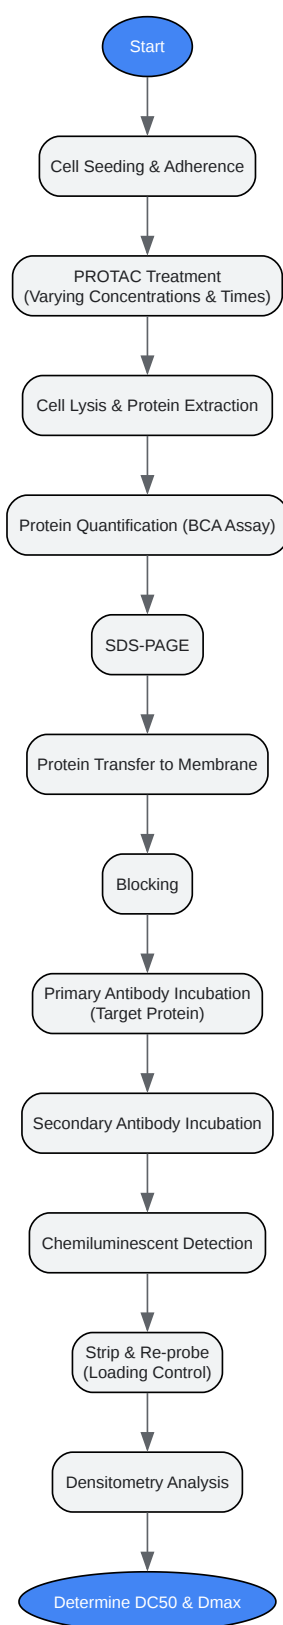 Start
Cell Seeding & Adherence
PROTAC Treatment
(Varying Concentrations & Times)
Cell Lysis & Protein Extraction
Protein Quantification (BCA Assay)
SDS-PAGE
Protein Transfer to Membrane
Blocking
Primary Antibody Incubation
(Target Protein)
Secondary Antibody Incubation
Chemiluminescent Detection
Strip & Re-probe
(Loading Control)
Densitometry Analysis
Determine DC50 & Dmax